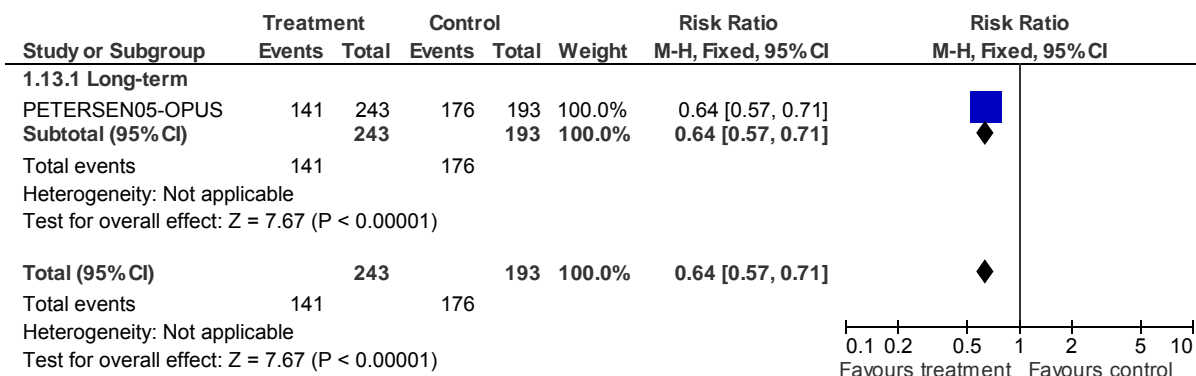 Treatment Control Risk Ratio Risk Ratio
Study or Subgroup Events Total Events Total Weight M-H, Fixed, 95% CI M-H, Fixed, 95% CI
1.13.1 Long-term
PETERSEN05-OPUS 141 243 176 193 100.0% 0.64 [0.57, 0.71]
Subtotal (95% CI) 243 193 100.0% 0.64 [0.57, 0.71]
Total events 141 176
Heterogeneity: Not applicable
Test for overall effect: Z = 7.67 (P < 0.00001)
Total (95% CI) 243 193 100.0% 0.64 [0.57, 0.71]
Total events 141 176
Heterogeneity: Not applicable
Test for overall effect: Z = 7.67 (P < 0.00001)
0.1 0.2 0.5 1 2 5 10
Favours treatment Favours control